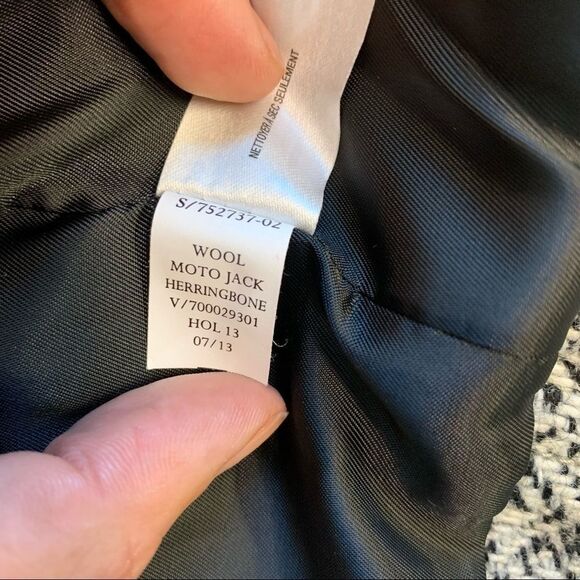 NETTOYER À SEC SEULEMENT
S/752737-02
WOOL
MOTO JACK
HERRINGBONE
V/700029301
HOL 13
07/13